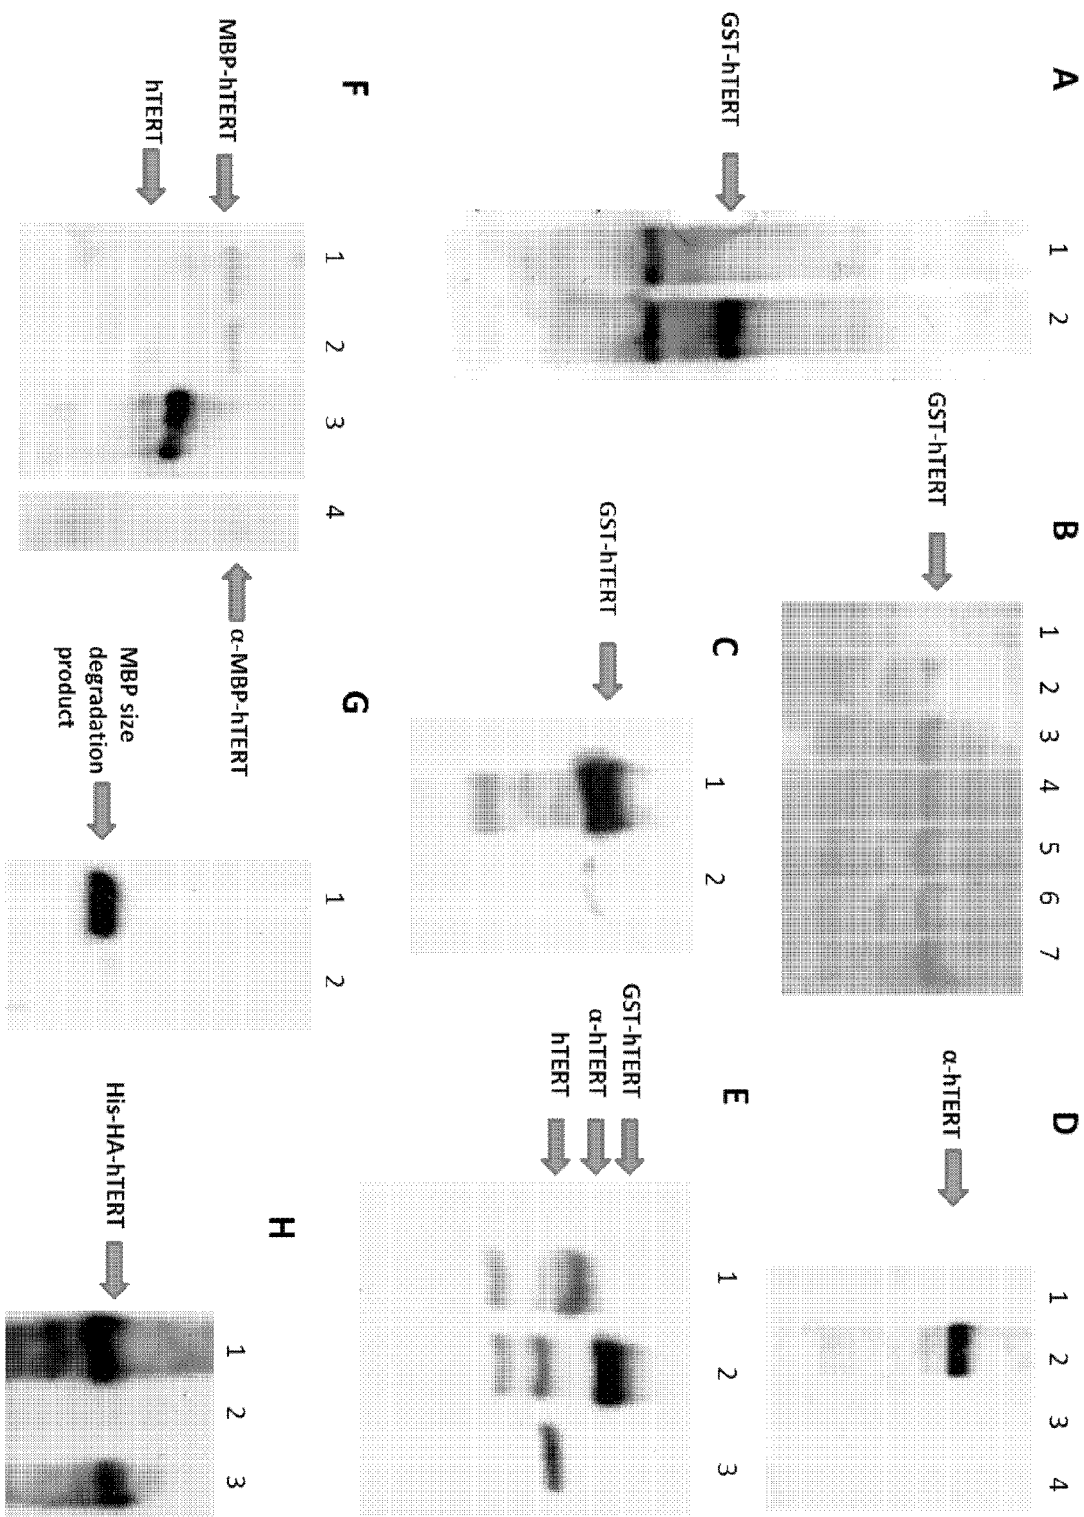 A
GST-hTERT
1 2
B
GST-hTERT
1 2 3 4 5 6 7
C
GST-hTERT
1 2
D
α-hTERT
1 2 3 4
E
GST-hTERT
α-hTERT
hTERT
1 2 3
F
MBP-hTERT
hTERT
1 2 3 4
α-MBP-hTERT
G
MBP size
degradation
product
1 2
H
His-HA-hTERT
1 2 3